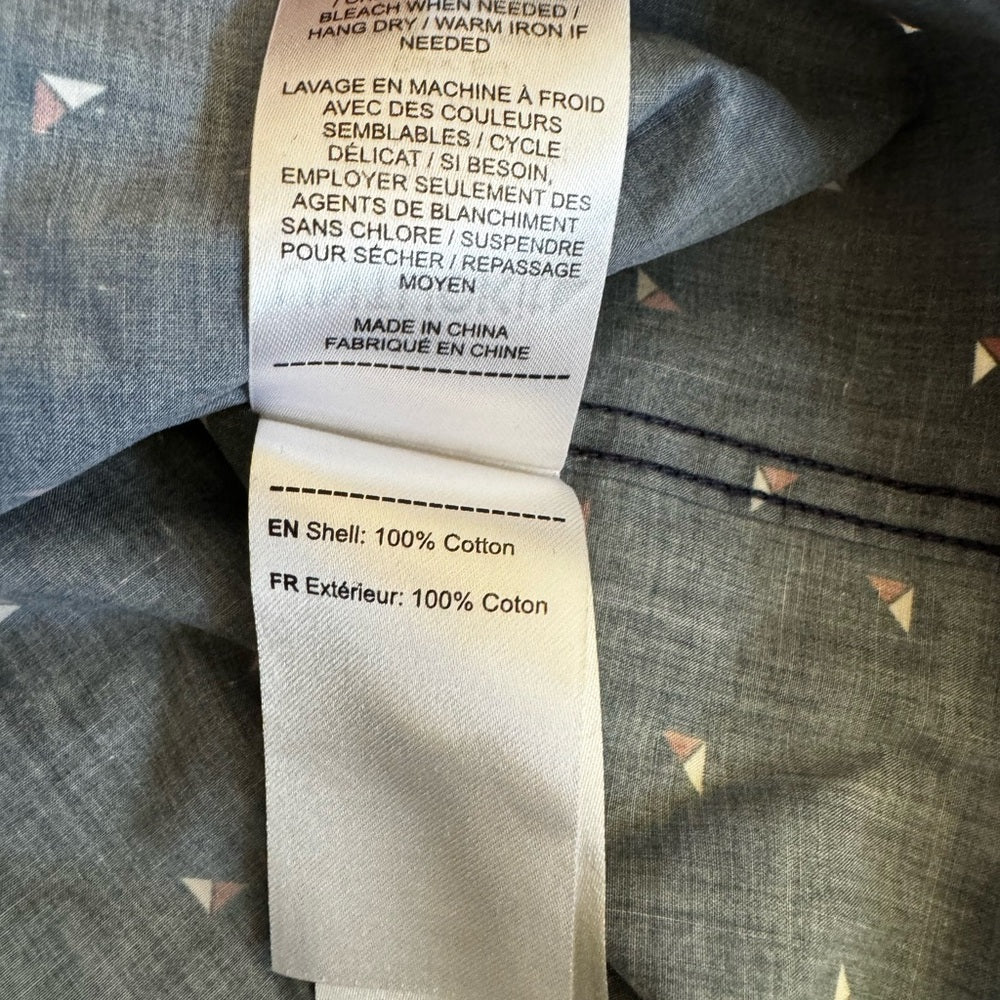 BLEACH WHEN NEEDED /
HANG DRY / WARM IRON IF
NEEDED
LAVAGE EN MACHINE À FROID
AVEC DES COULEURS
SEMBLABLES / CYCLE
DÉLICAT / SI BESOIN,
EMPLOYER SEULEMENT DES
AGENTS DE BLANCHIMENT
SANS CHLORE / SUSPENDRE
POUR SÉCHER / REPASSAGE
MOYEN
MADE IN CHINA
FABRIQUÉ EN CHINE
EN Shell: 100% Cotton
FR Extérieur: 100% Coton